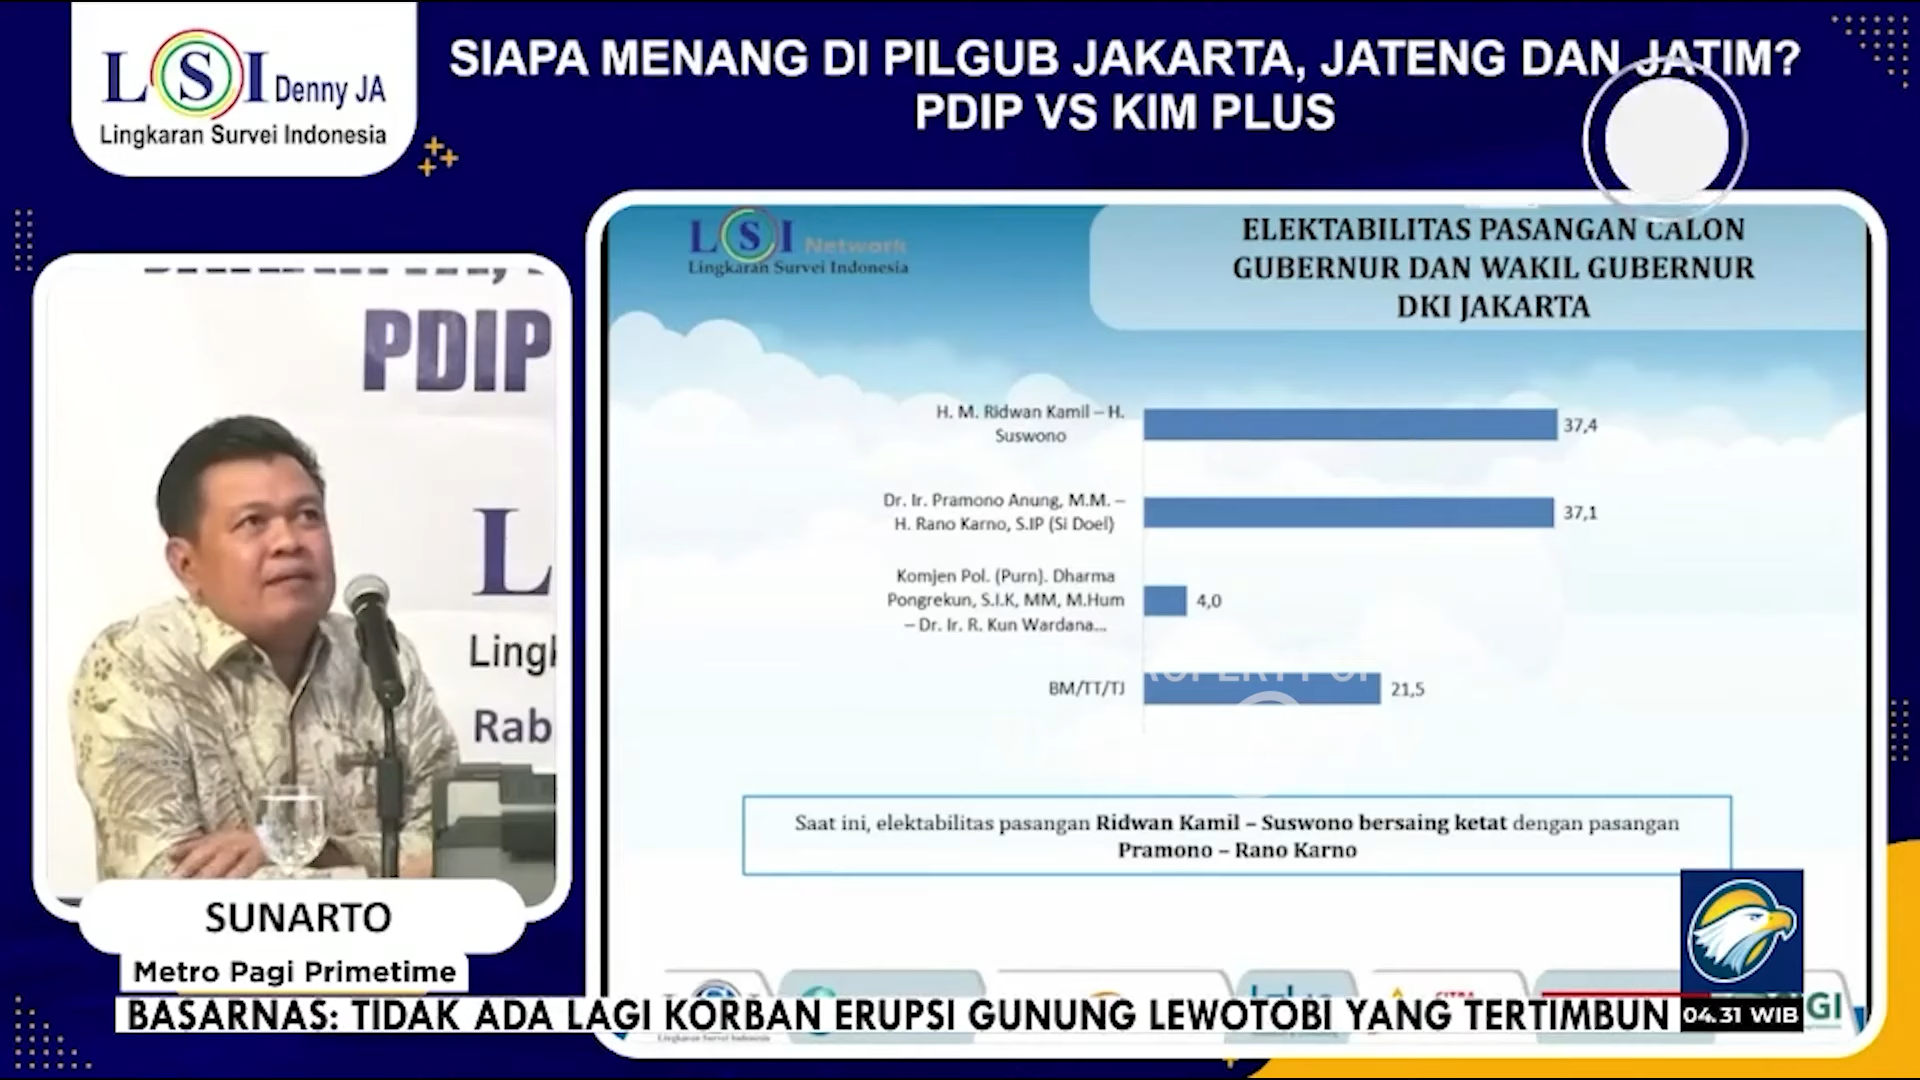 LSI Denny JA
Lingkaran Survei Indonesia
SIAPA MENANG DI PILGUB JAKARTA, JATENG DAN JATIM?
PDIP VS KIM PLUS
LSI Network
Lingkaran Survei Indonesia
ELEKTABILITAS PASANGAN CALON
GUBERNUR DAN WAKIL GUBERNUR
DKI JAKARTA
PDIP
L
Rab
H. M. Ridwan Kamil – H.
Suswono
37,4
Dr. Ir. Pramono Anung, M.M. –
H. Rano Karno, S.IP (Si Doel)
37,1
Komjen Pol. (Purn). Dharma
Pongrekun, S.I.K, MM, M.Hum
– Dr. Ir. R. Kun Wardana...
4,0
BM/TT/TJ
21,5
Saat ini, elektabilitas pasangan Ridwan Kamil – Suswono bersaing ketat dengan pasangan
Pramono – Rano Karno
SUNARTO
Metro Pagi Primetime
BASARNAS: TIDAK ADA LAGI KORBAN ERUPSI GUNUNG LEWOTOBI YANG TERTIMBUN
04.31 WIB
Lingkaran Survei Indonesia